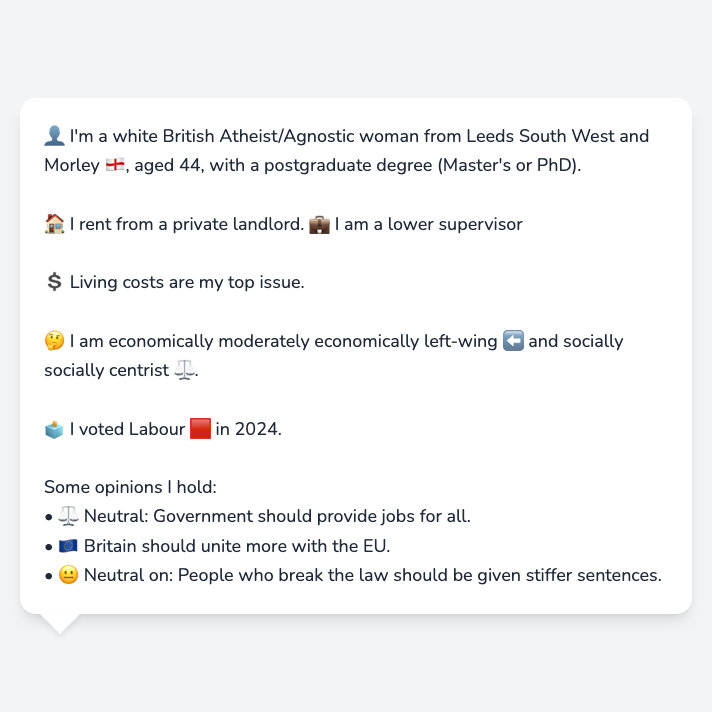 👤 I'm a white British Atheist/Agnostic woman from Leeds South West and
Morley 🏴󠁧󠁢󠁥󠁮󠁧󠁿, aged 44, with a postgraduate degree (Master's or PhD).
🏠 I rent from a private landlord. 💼 I am a lower supervisor
💲 Living costs are my top issue.
🤔 I am economically moderately economically left-wing ⬅️ and socially
socially centrist ⚖️.
🗳️ I voted Labour 🟥 in 2024.
Some opinions I hold:
• ⚖️ Neutral: Government should provide jobs for all.
• 🇪🇺 Britain should unite more with the EU.
• 😐 Neutral on: People who break the law should be given stiffer sentences.